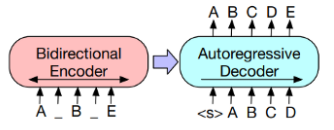 A B C D E
Bidirectional
Encoder
Autoregressive
Decoder
A _ B _ E
<s> A B C D